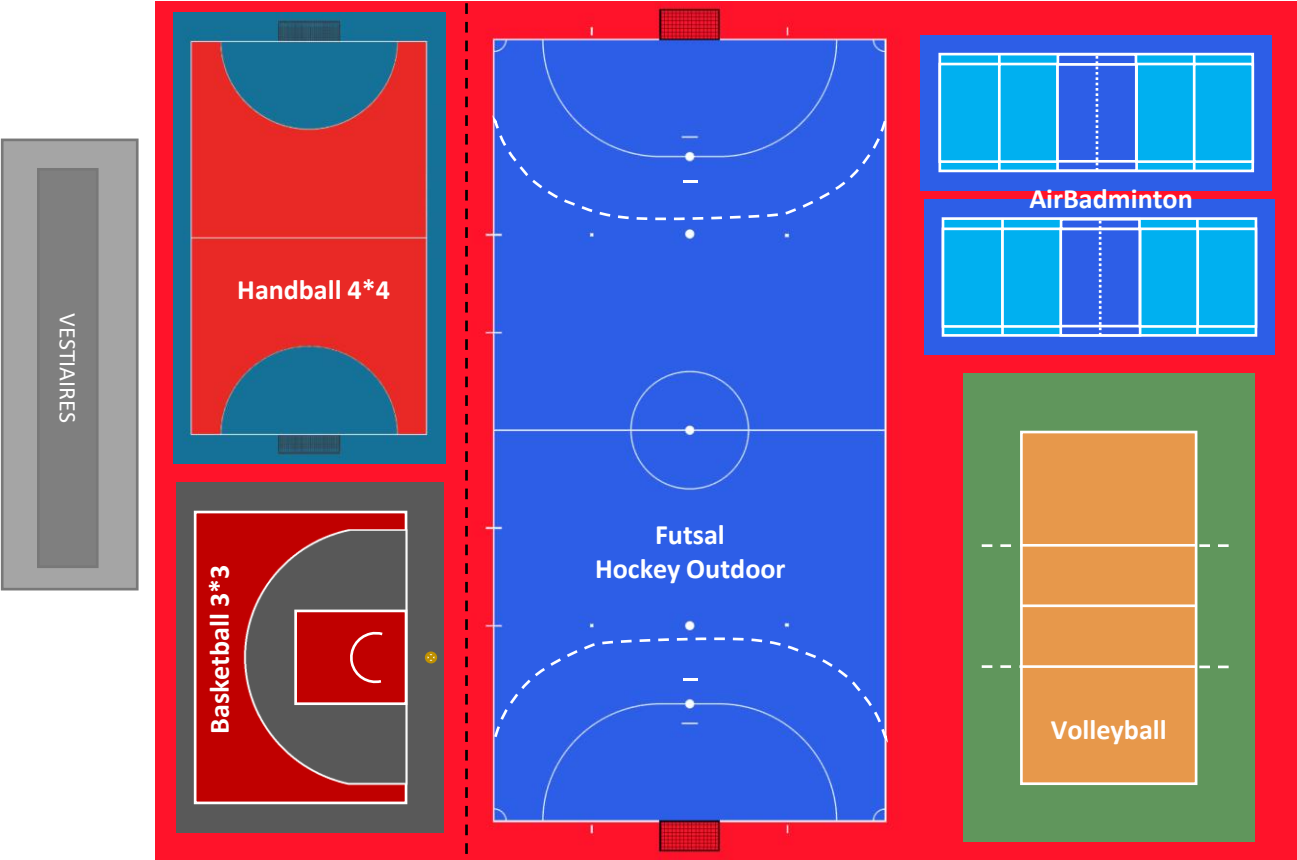 VESTIAIRES
Handball 4*4
Basketball 3*3
Futsal
Hockey Outdoor
AirBadminton
Volleyball